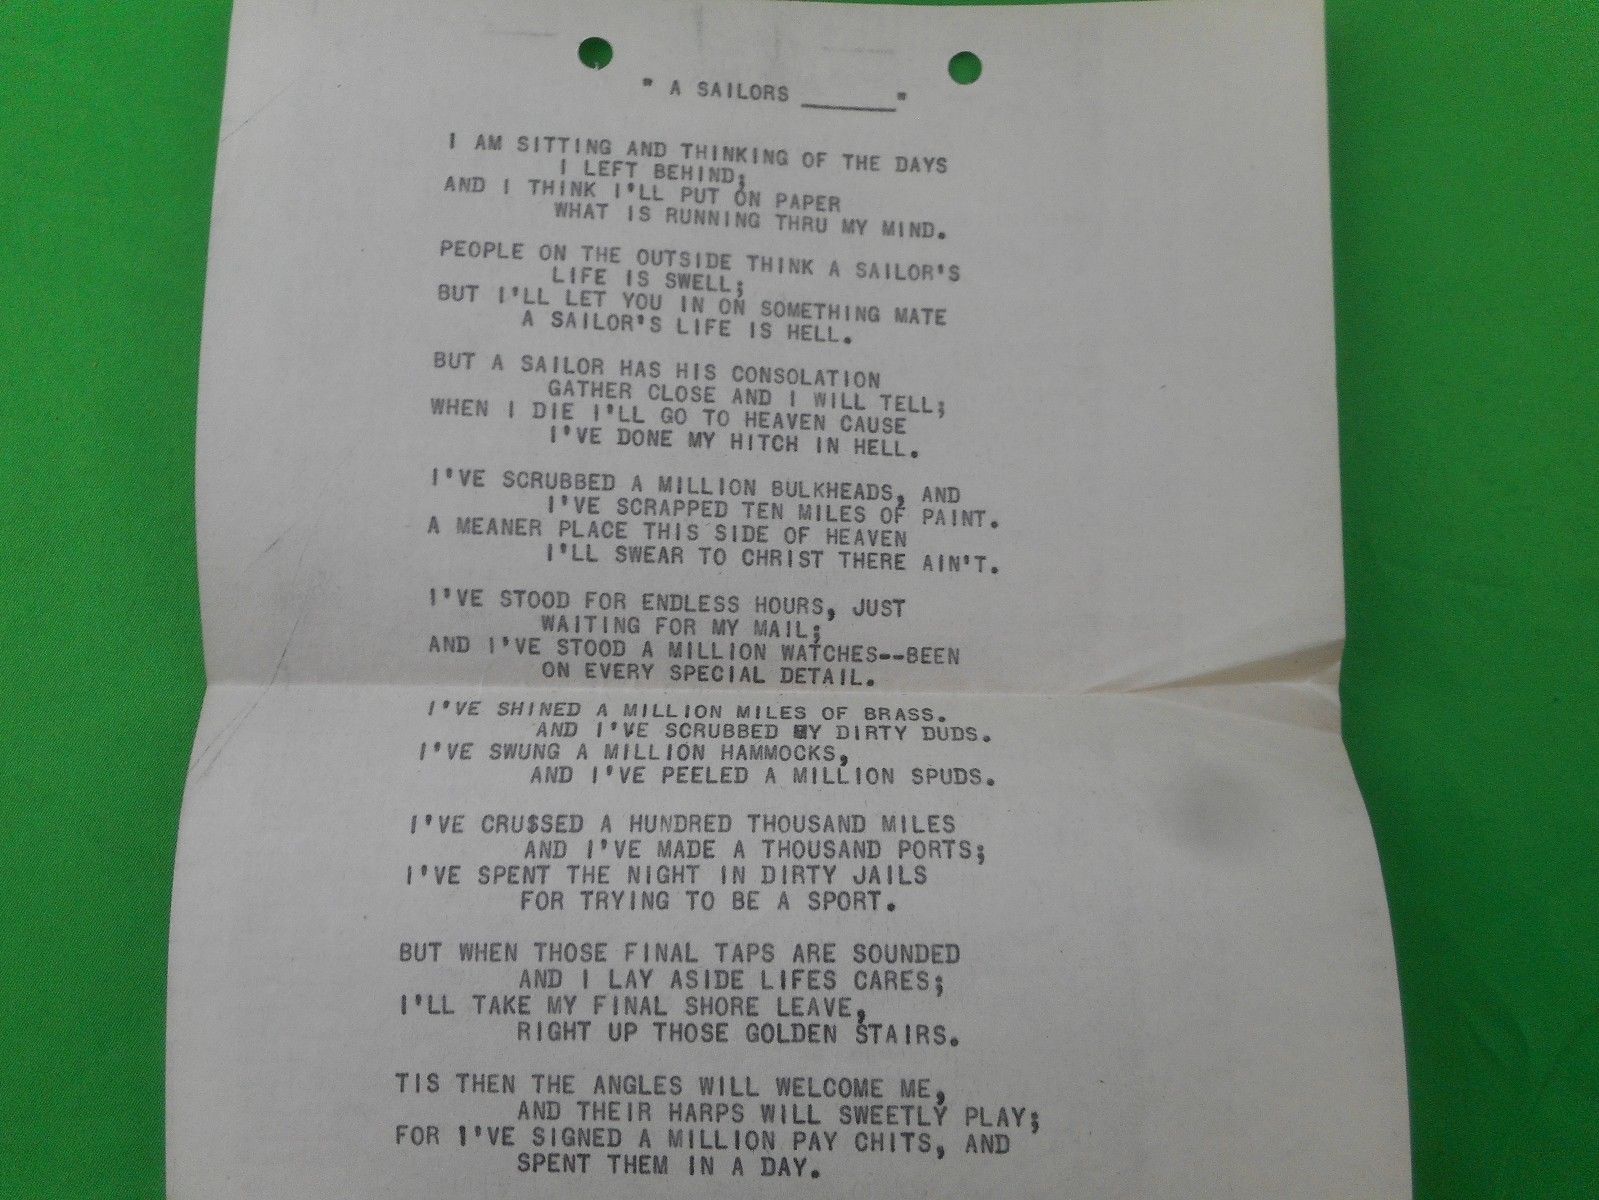 " A SAILORS ______ "
I AM SITTING AND THINKING OF THE DAYS
I LEFT BEHIND;
AND I THINK I'LL PUT ON PAPER
WHAT IS RUNNING THRU MY MIND.
PEOPLE ON THE OUTSIDE THINK A SAILOR'S
LIFE IS SWELL;
BUT I'LL LET YOU IN ON SOMETHING MATE
A SAILOR'S LIFE IS HELL.
BUT A SAILOR HAS HIS CONSOLATION
GATHER CLOSE AND I WILL TELL;
WHEN I DIE I'LL GO TO HEAVEN CAUSE
I'VE DONE MY HITCH IN HELL.
I'VE SCRUBBED A MILLION BULKHEADS, AND
I'VE SCRAPPED TEN MILES OF PAINT.
A MEANER PLACE THIS SIDE OF HEAVEN
I'LL SWEAR TO CHRIST THERE AIN'T.
I'VE STOOD FOR ENDLESS HOURS, JUST
WAITING FOR MY MAIL;
AND I'VE STOOD A MILLION WATCHES--BEEN
ON EVERY SPECIAL DETAIL.
I'VE SHINED A MILLION MILES OF BRASS.
AND I'VE SCRUBBED MY DIRTY DUDS.
I'VE SWUNG A MILLION HAMMOCKS,
AND I'VE PEELED A MILLION SPUDS.
I'VE CRU$SED A HUNDRED THOUSAND MILES
AND I'VE MADE A THOUSAND PORTS;
I'VE SPENT THE NIGHT IN DIRTY JAILS
FOR TRYING TO BE A SPORT.
BUT WHEN THOSE FINAL TAPS ARE SOUNDED
AND I LAY ASIDE LIFES CARES;
I'LL TAKE MY FINAL SHORE LEAVE,
RIGHT UP THOSE GOLDEN STAIRS.
TIS THEN THE ANGLES WILL WELCOME ME,
AND THEIR HARPS WILL SWEETLY PLAY;
FOR I'VE SIGNED A MILLION PAY CHITS, AND
SPENT THEM IN A DAY.